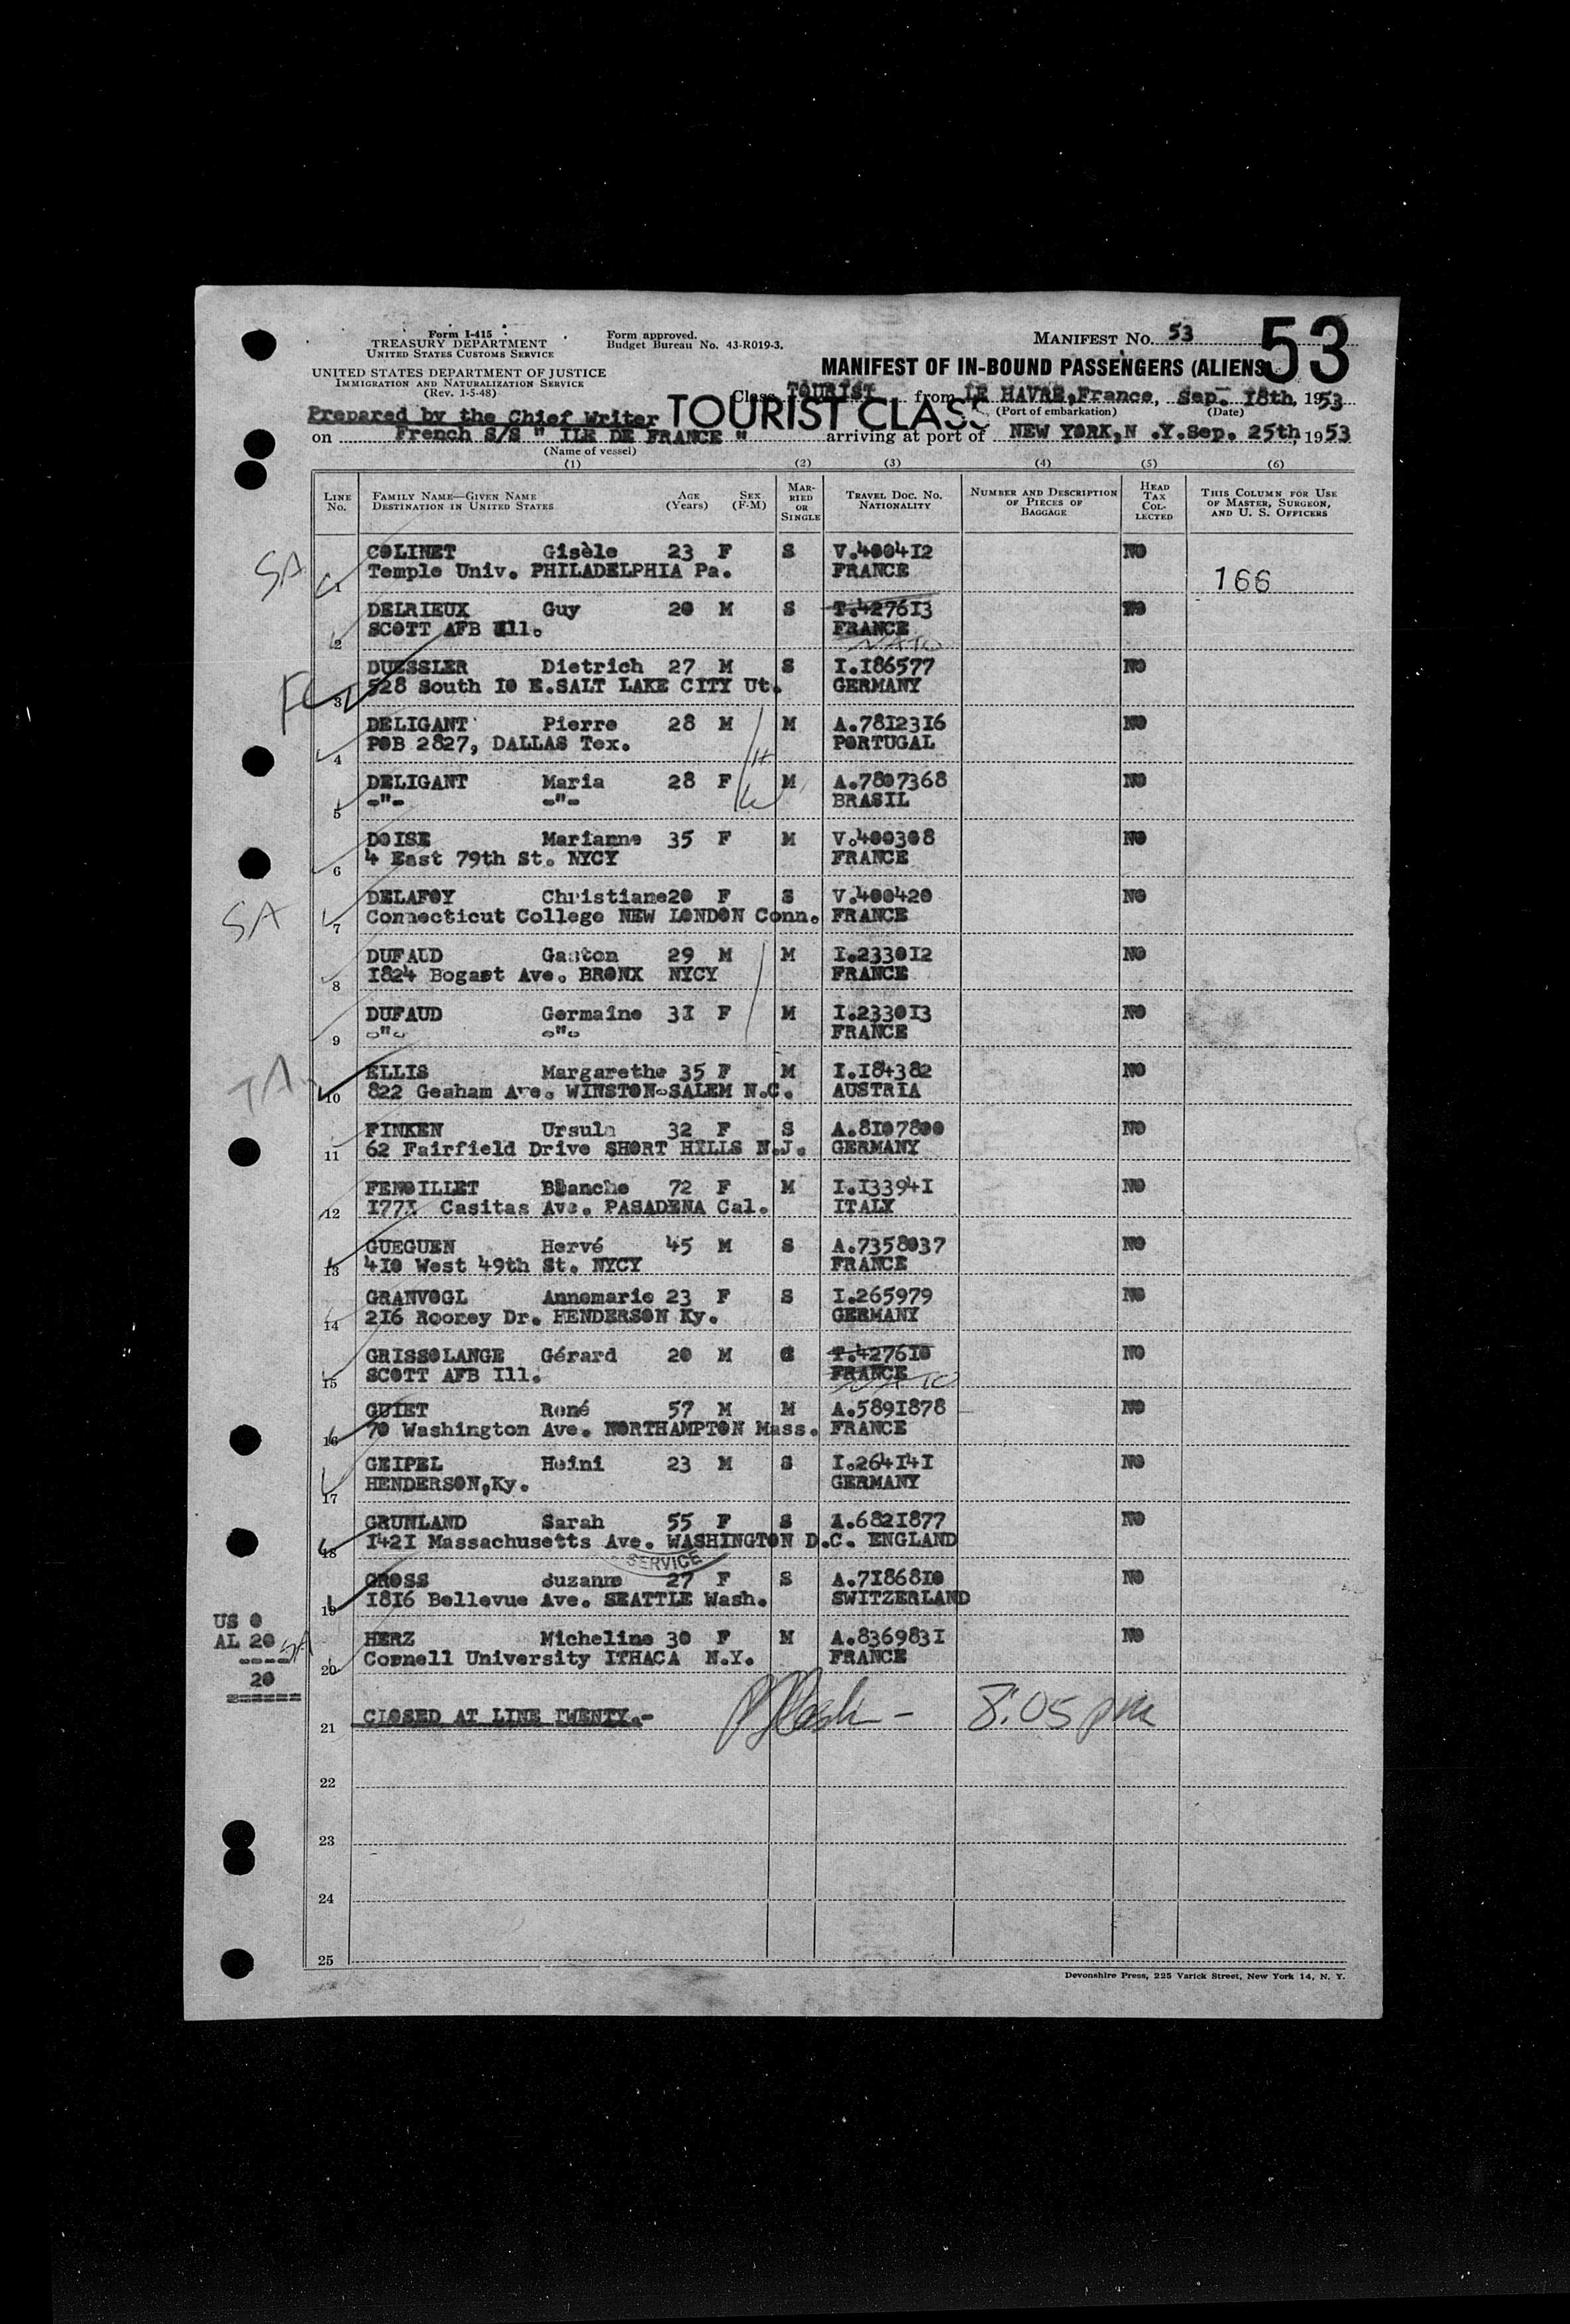 Form I-415
TREASURY DEPARTMENT
UNITED STATES CUSTOMS SERVICE
UNITED STATES DEPARTMENT OF JUSTICE
IMMIGRATION AND NATURALIZATION SERVICE
(Rev. 1-5-48)
Form approved.
Budget Bureau No. 43-R019-3.
MANIFEST No. 53
53
MANIFEST OF IN-BOUND PASSENGERS (ALIENS
Class TOURIST from LE HAVRE,France, Sep. 18th, 1953
(Port of embarkation) (Date)
Prepared by the Chief Writer TOURIST CLASS
on French S/S " ILE DE FRANCE " arriving at port of NEW YORK,N .Y.Sep. 25th, 1953
(Name of vessel)
(1) (2) (3) (4) (5) (6)
LINE No. FAMILY NAME—GIVEN NAME DESTINATION IN UNITED STATES AGE (Years) SEX (F-M) MARRIED OR SINGLE TRAVEL DOC. NO. NATIONALITY NUMBER AND DESCRIPTION OF PIECES OF BAGGAGE HEAD TAX COLLECTED THIS COLUMN FOR USE OF MASTER, SURGEON, AND U. S. OFFICERS
SA 1 COLINET Gisèle 23 F S V.400412 NO
Temple Univ. PHILADELPHIA Pa. FRANCE 166
2 DELRIEUX Guy 20 M S T.427613 NO
SCOTT AFB Ill. FRANCE
NATO
3 DUESSLER Dietrich 27 M S I.186577 NO
528 South 10 E.SALT LAKE CITY Ut. GERMANY
4 DELIGANT Pierre 28 M M A.7812316 NO
POB 2827, DALLAS Tex. PORTUGAL
H
5 DELIGANT Maria 28 F M A.7807368 NO
-"- -"- W BRASIL
6 DOISE Marianne 35 F M V.400308 NO
4 East 79th St. NYCY FRANCE
SA 7 DELAFOY Christiane20 F S V.400420 NO
Connecticut College NEW LONDON Conn. FRANCE
8 DUFAUD Gaston 29 M M I.233012 NO
1824 Bogart Ave. BRONX NYCY FRANCE
9 DUFAUD Germaine 31 F M I.233013 NO
-"- -"- FRANCE
TA 10 ELLIS Margarethe 35 F M I.184382 NO
822 Gesham Ave. WINSTON-SALEM N.C. AUSTRIA
11 FINKEN Ursula 32 F S A.8107800 NO
62 Fairfield Drive SHORT HILLS N.J. GERMANY
12 FENOILLET Blanche 72 F M I.133941 NO
1771 Casitas Ave. PASADENA Cal. ITALY
13 GUEGUEN Hervé 45 M S A.7358037 NO
410 West 49th St. NYCY FRANCE
14 GRANVOGL Annemarie 23 F S I.265979 NO
216 Rooney Dr. HENDERSON Ky. GERMANY
15 GRISSOLANGE Gérard 20 M T.427610 NO
SCOTT AFB Ill. FRANCE
NATO
16 GUIET René 57 M M A.5891878 NO
70 Washington Ave. NORTHAMPTON Mass. FRANCE
17 GEIPEL Heini 23 M S I.264141 NO
HENDERSON,Ky. GERMANY
18 GRUNLAND Sarah 55 F S A.6821877 NO
1421 Massachusetts Ave. WASHINGTON D.C. ENGLAND
SERVICE
19 GROSS Suzanne 27 F S A.7186810 NO
1816 Bellevue Ave. SEATTLE Wash. SWITZERLAND
US 0
AL 20
----
20
======
SA 20 HERZ Micheline 30 F M A.8369831 NO
Cornell University ITHACA N.Y. FRANCE
21 CLOSED AT LINE TWENTY.- 8:05 pm
22
23
24
25
Devonshire Press, 225 Varick Street, New York 14, N. Y.